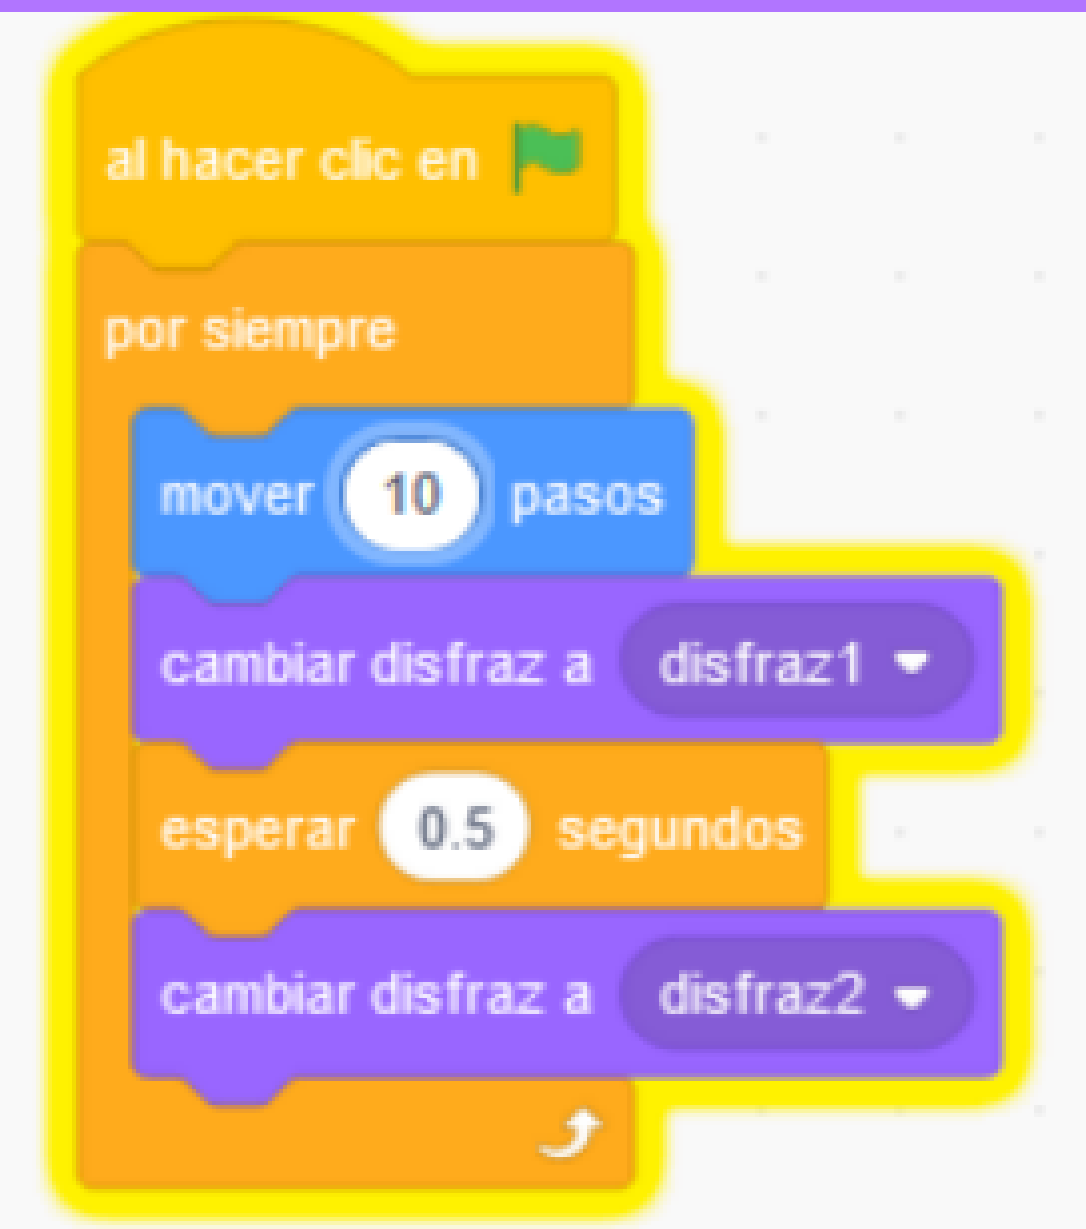 al hacer clic en
por siempre
mover 10 pasos
cambiar disfraz a disfraz1
esperar 0.5 segundos
cambiar disfraz a disfraz2